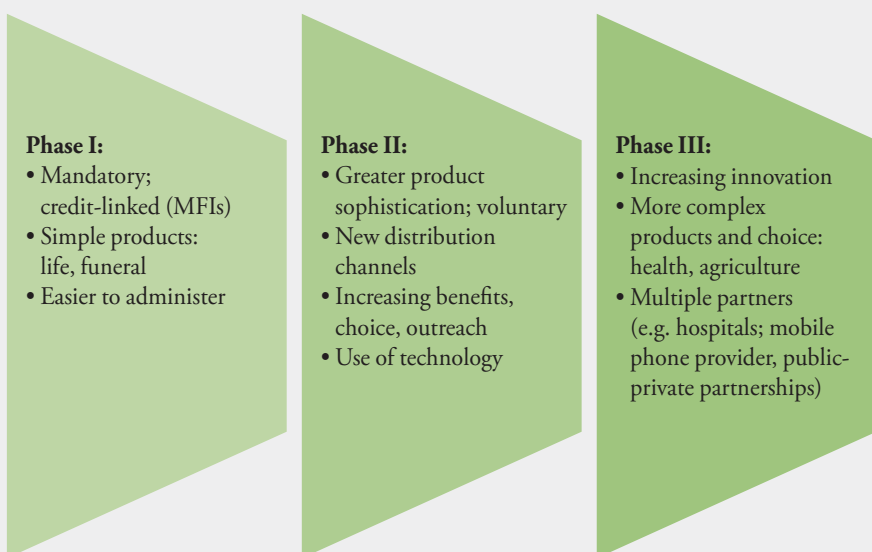 Phase I:
• Mandatory;
credit-linked (MFIs)
• Simple products:
life, funeral
• Easier to administer
Phase II:
• Greater product
sophistication; voluntary
• New distribution
channels
• Increasing benefits,
choice, outreach
• Use of technology
Phase III:
• Increasing innovation
• More complex
products and choice:
health, agriculture
• Multiple partners
(e.g. hospitals; mobile
phone provider, public-
private partnerships)